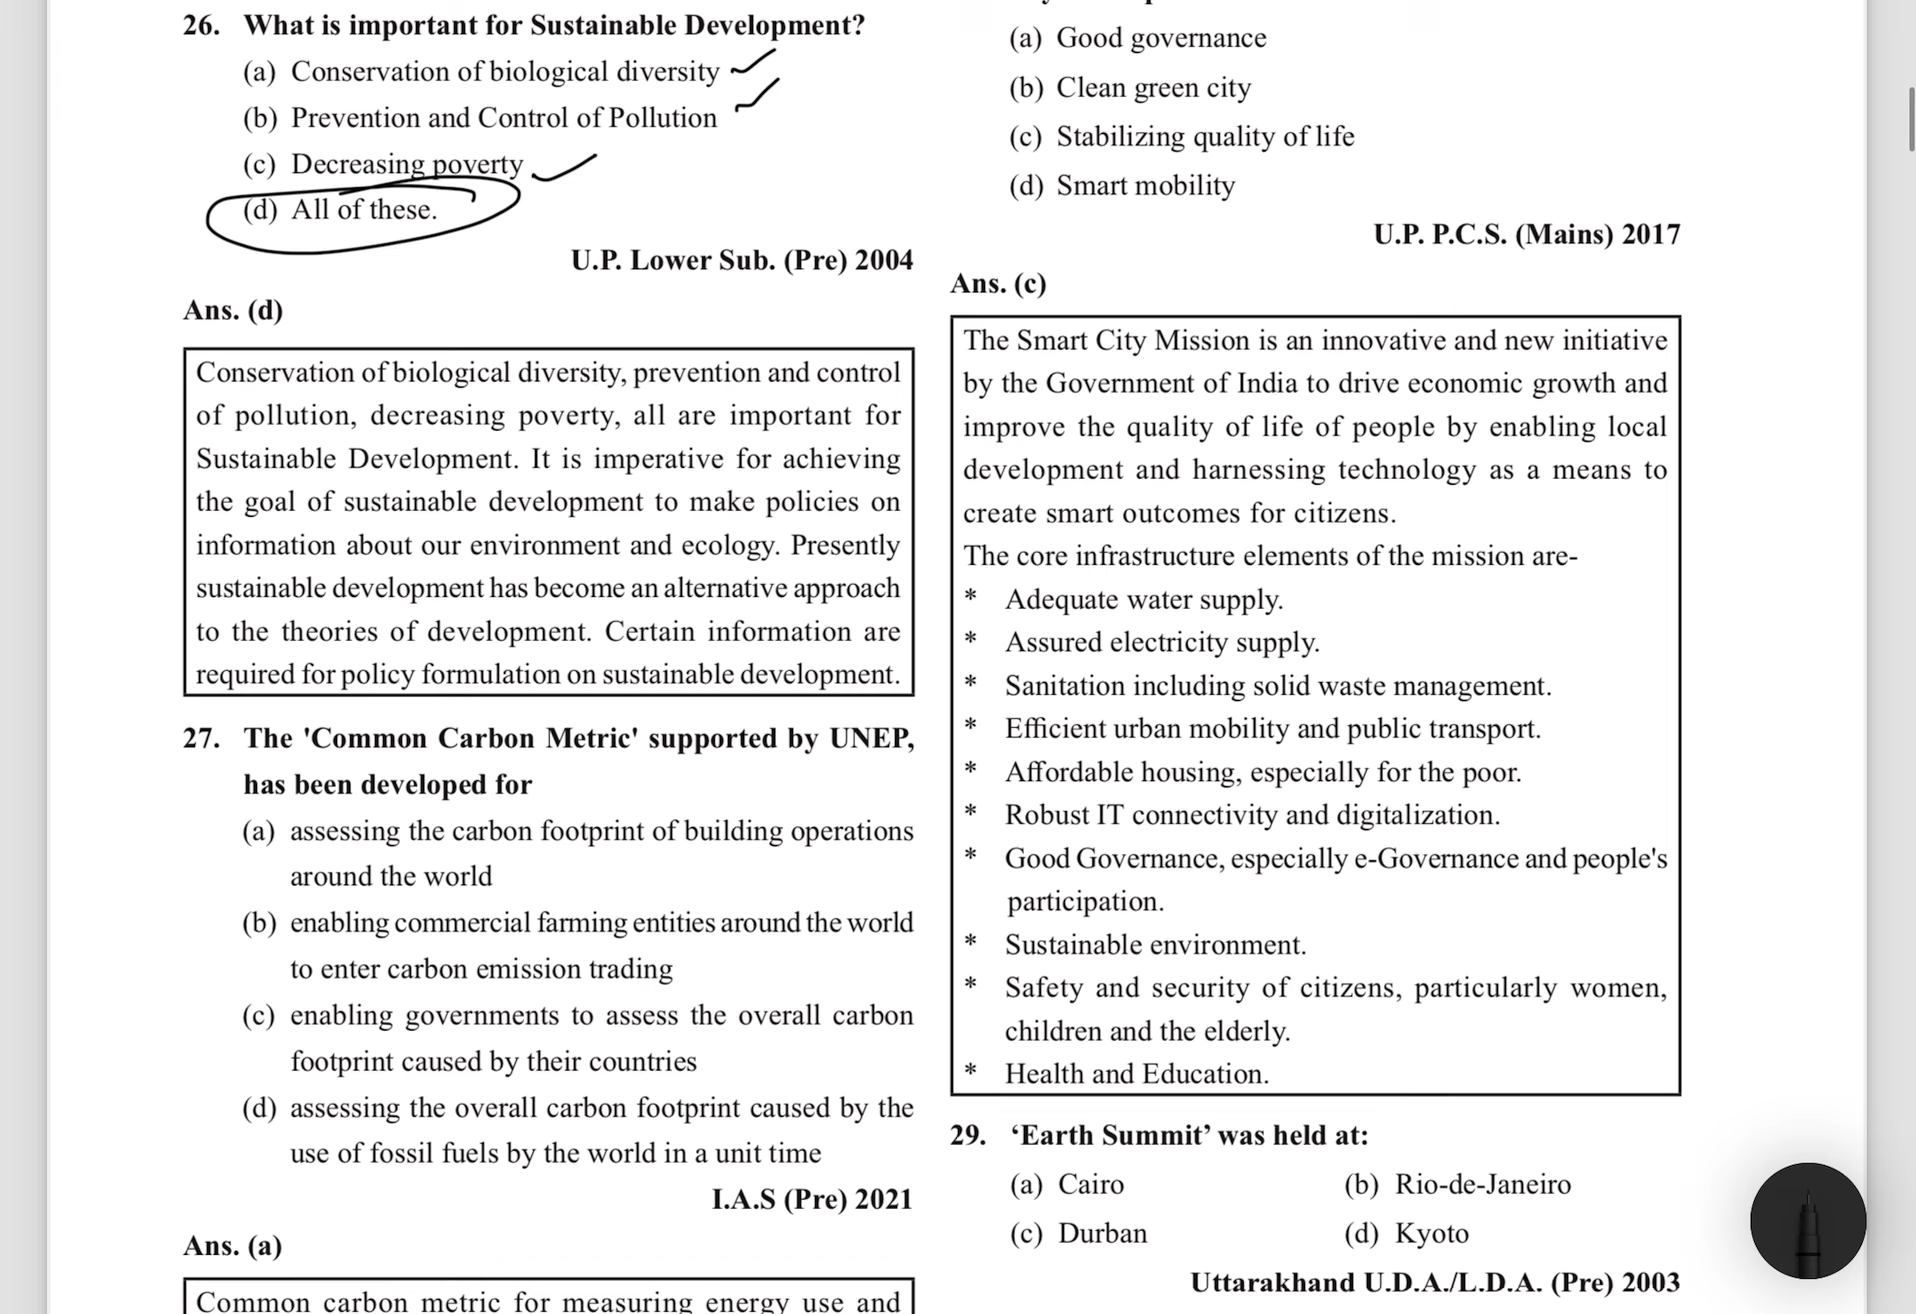 26. What is important for Sustainable Development?
(a) Conservation of biological diversity
(b) Prevention and Control of Pollution
(c) Decreasing poverty
(d) All of these.
U.P. Lower Sub. (Pre) 2004
Ans. (d)
Conservation of biological diversity, prevention and control
of pollution, decreasing poverty, all are important for
Sustainable Development. It is imperative for achieving
the goal of sustainable development to make policies on
information about our environment and ecology. Presently
sustainable development has become an alternative approach
to the theories of development. Certain information are
required for policy formulation on sustainable development.
27. The 'Common Carbon Metric' supported by UNEP,
has been developed for
(a) assessing the carbon footprint of building operations
around the world
(b) enabling commercial farming entities around the world
to enter carbon emission trading
(c) enabling governments to assess the overall carbon
footprint caused by their countries
(d) assessing the overall carbon footprint caused by the
use of fossil fuels by the world in a unit time
I.A.S (Pre) 2021
Ans. (a)
Common carbon metric for measuring energy use and
(a) Good governance
(b) Clean green city
(c) Stabilizing quality of life
(d) Smart mobility
U.P. P.C.S. (Mains) 2017
Ans. (c)
The Smart City Mission is an innovative and new initiative
by the Government of India to drive economic growth and
improve the quality of life of people by enabling local
development and harnessing technology as a means to
create smart outcomes for citizens.
The core infrastructure elements of the mission are-
* Adequate water supply.
* Assured electricity supply.
* Sanitation including solid waste management.
* Efficient urban mobility and public transport.
* Affordable housing, especially for the poor.
* Robust IT connectivity and digitalization.
* Good Governance, especially e-Governance and people's
participation.
* Sustainable environment.
* Safety and security of citizens, particularly women,
children and the elderly.
* Health and Education.
29. ‘Earth Summit’ was held at:
(a) Cairo (b) Rio-de-Janeiro
(c) Durban (d) Kyoto
Uttarakhand U.D.A./L.D.A. (Pre) 2003